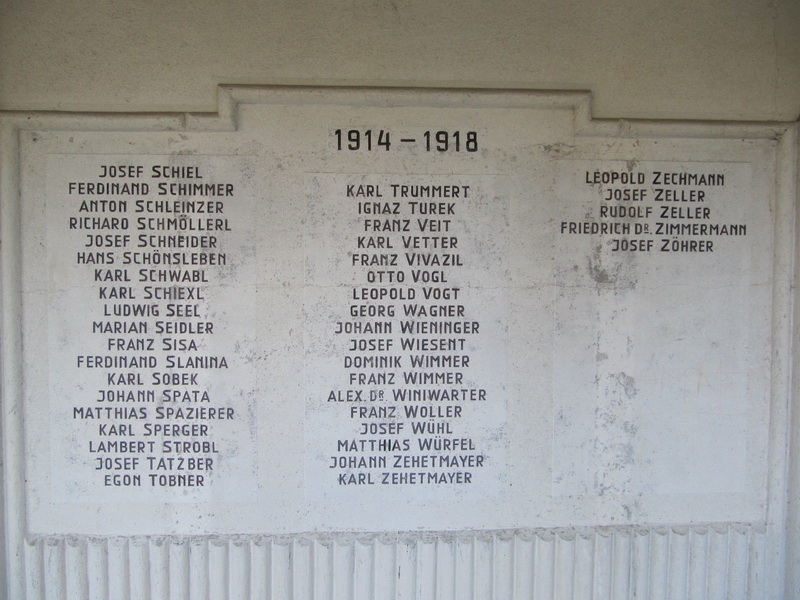 1914 – 1918
JOSEF SCHIEL
FERDINAND SCHIMMER
ANTON SCHLEINZER
RICHARD SCHMÖLLERL
JOSEF SCHNEIDER
HANS SCHÖNSLEBEN
KARL SCHWABL
KARL SCHIEXL
LUDWIG SEEL
MARIAN SEIDLER
FRANZ SISA
FERDINAND SLANINA
KARL SOBEK
JOHANN SPATA
MATTHIAS SPAZIERER
KARL SPERGER
LAMBERT STROBL
JOSEF TATZBER
EGON TOBNER
KARL TRUMMERT
IGNAZ TUREK
FRANZ VEIT
KARL VETTER
FRANZ VIVAZIL
OTTO VOGL
LEOPOLD VOGT
GEORG WAGNER
JOHANN WIENINGER
JOSEF WIESENT
DOMINIK WIMMER
FRANZ WIMMER
ALEX. DR. WINIWARTER
FRANZ WOLLER
JOSEF WÜHL
MATTHIAS WÜRFEL
JOHANN ZEHETMAYER
KARL ZEHETMAYER
LEOPOLD ZECHMANN
JOSEF ZELLER
RUDOLF ZELLER
FRIEDRICH DR. ZIMMERMANN
JOSEF ZÖHRER